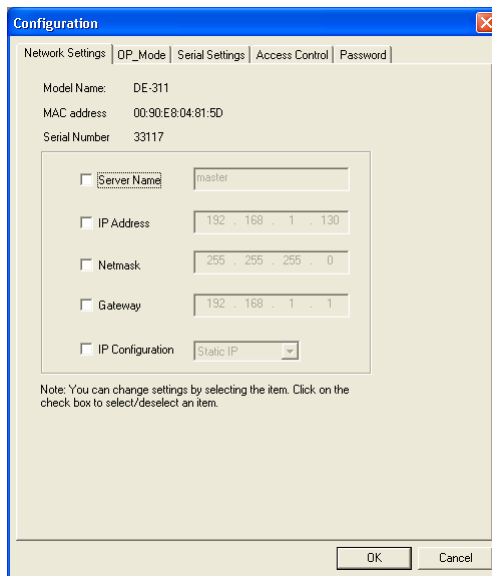 Configuration
Network Settings OP_Mode Serial Settings Access Control Password
Model Name: DE-311
MAC address 00:90:E8:04:81:5D
Serial Number 33117
Server Name master
IP Address 192 . 168 . 1 . 130
Netmask 255 . 255 . 255 . 0
Gateway 192 . 168 . 1 . 1
IP Configuration Static IP
Note: You can change settings by selecting the item. Click on the
check box to select/deselect an item.
OK Cancel